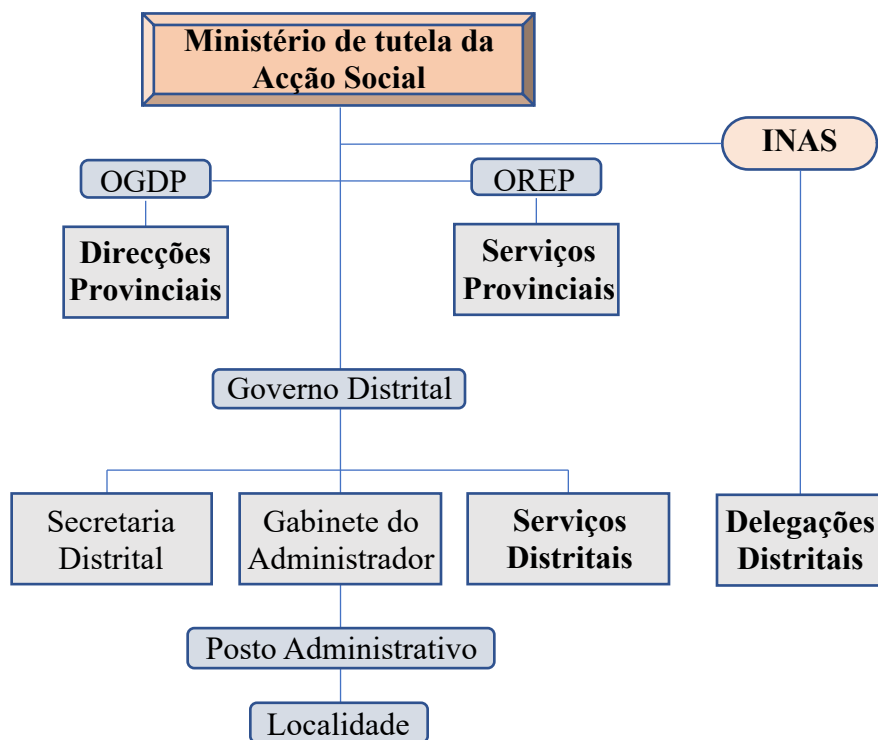 Ministério de tutela da
Acção Social
INAS
OGDP
OREP
Direcções
Provinciais
Serviços
Provinciais
Governo Distrital
Secretaria
Distrital
Gabinete do
Administrador
Serviços
Distritais
Delegações
Distritais
Posto Administrativo
Localidade